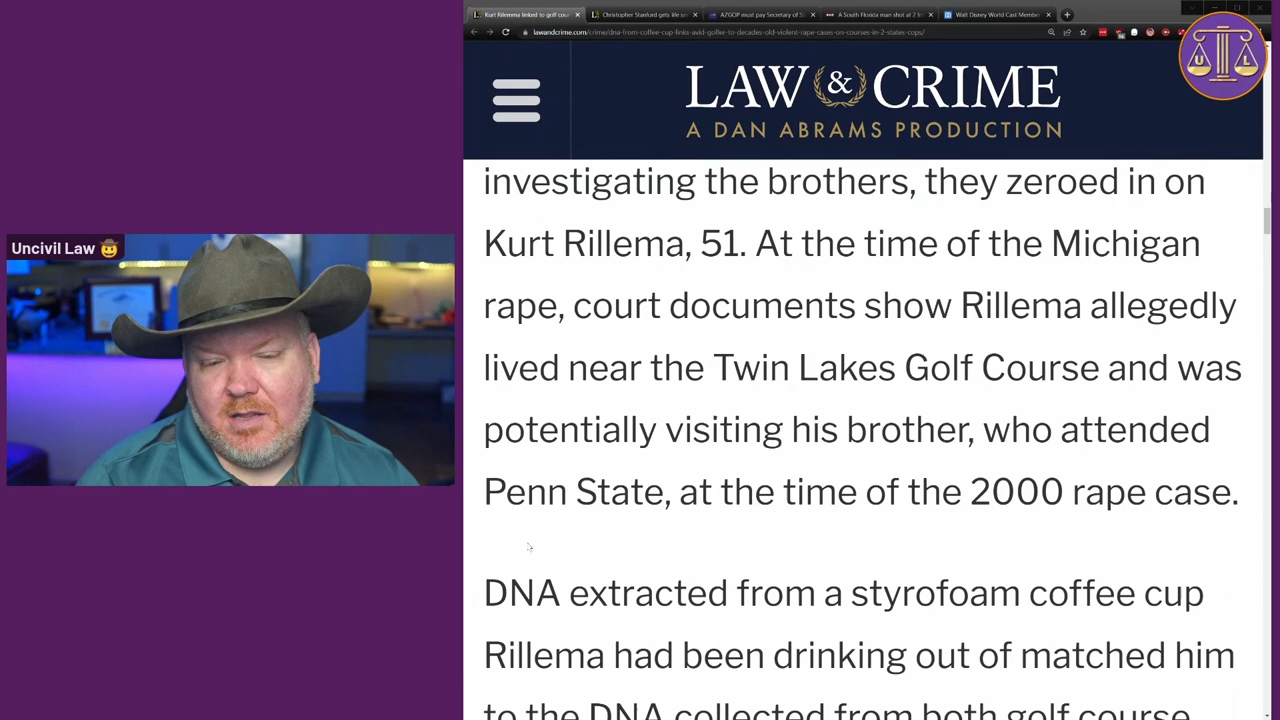 Kurt Rillema linked to golf cour
Christopher Stanford gets life se
AZGOP must pay Secretary of S
A South Florida man shot at 2 I
Walt Disney World Cast Membe
lawandcrime.com/crime/dna-from-coffee-cup-links-avid-golfer-to-decades-old-violent-rape-cases-on-courses-in-2-states-cops/
U L
LAW & CRIME
A DAN ABRAMS PRODUCTION
Uncivil Law 🤠
investigating the brothers, they zeroed in on
Kurt Rillema, 51. At the time of the Michigan
rape, court documents show Rillema allegedly
lived near the Twin Lakes Golf Course and was
potentially visiting his brother, who attended
Penn State, at the time of the 2000 rape case.
DNA extracted from a styrofoam coffee cup
Rillema had been drinking out of matched him
to the DNA collected from both golf course